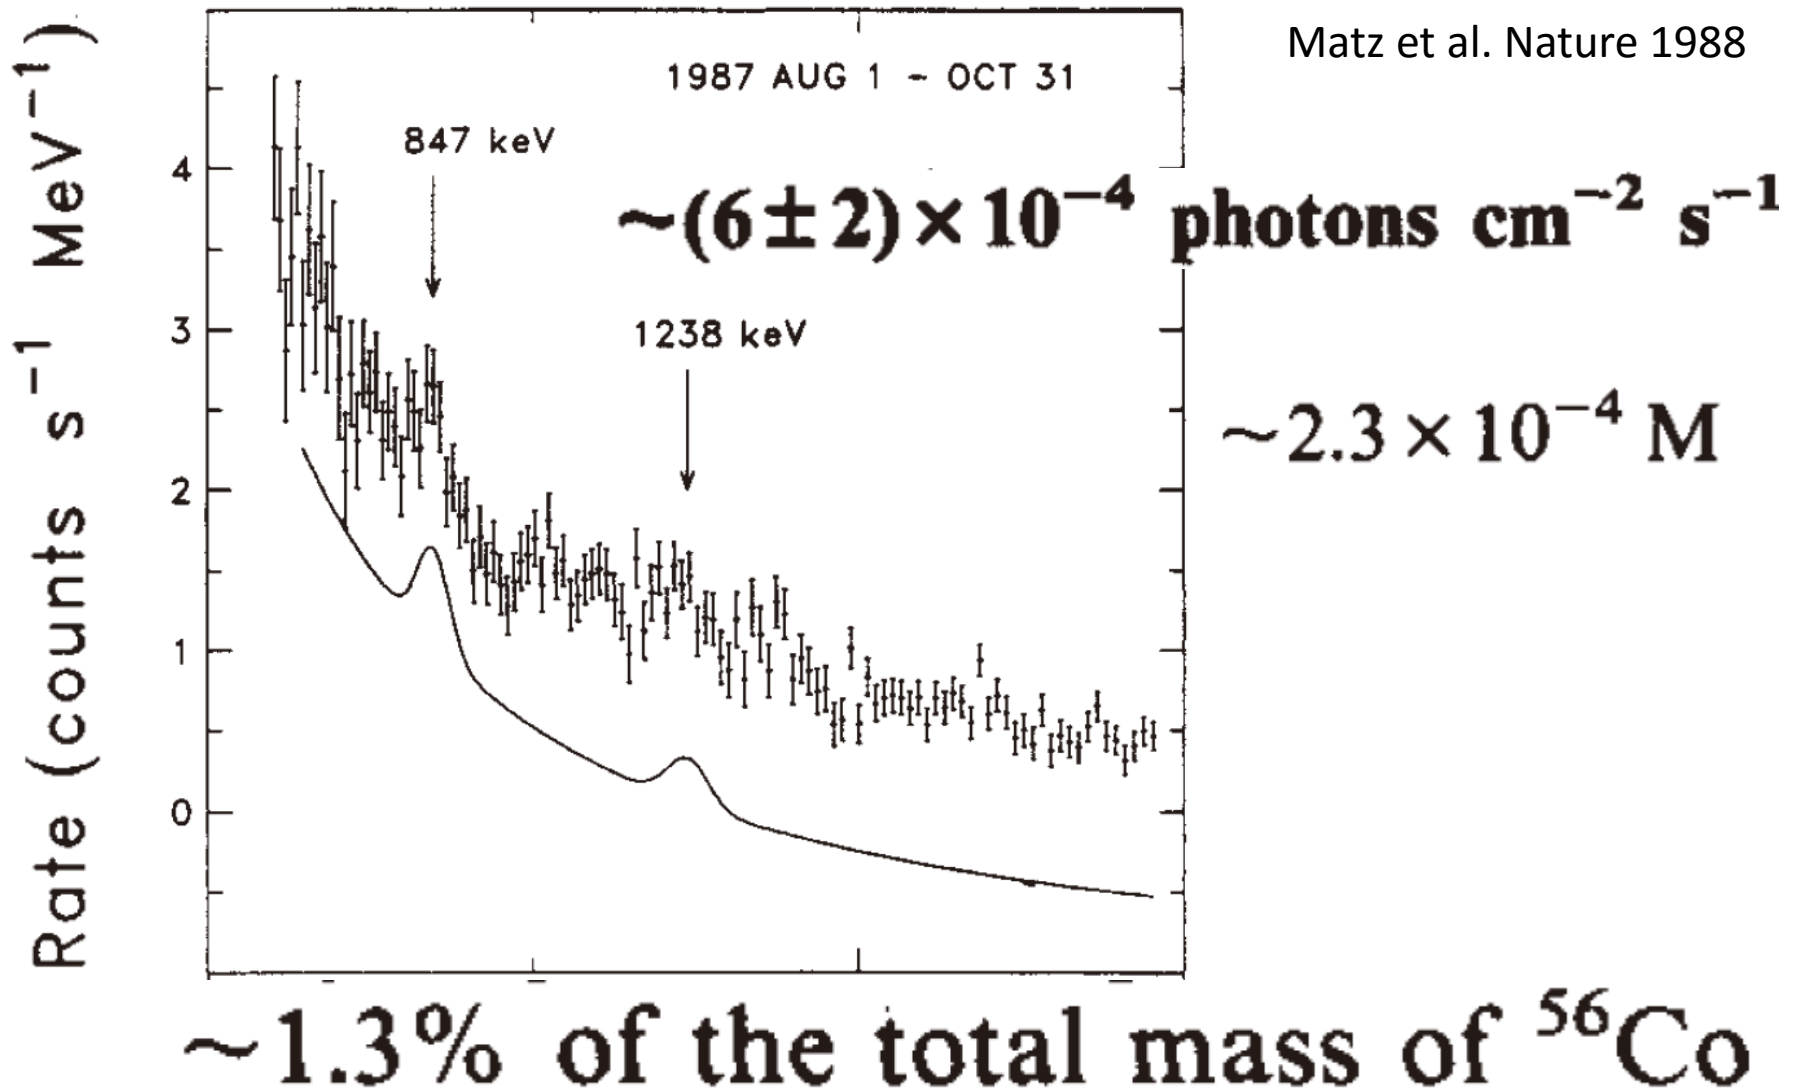 Matz et al. Nature 1988
1987 AUG 1 - OCT 31
847 keV
~(6 ± 2) × 10⁻⁴ photons cm⁻² s⁻¹
1238 keV
~2.3 × 10⁻⁴ M
Rate (counts s⁻¹ MeV⁻¹)
4
3
2
1
0
~1.3% of the total mass of ⁵⁶Co